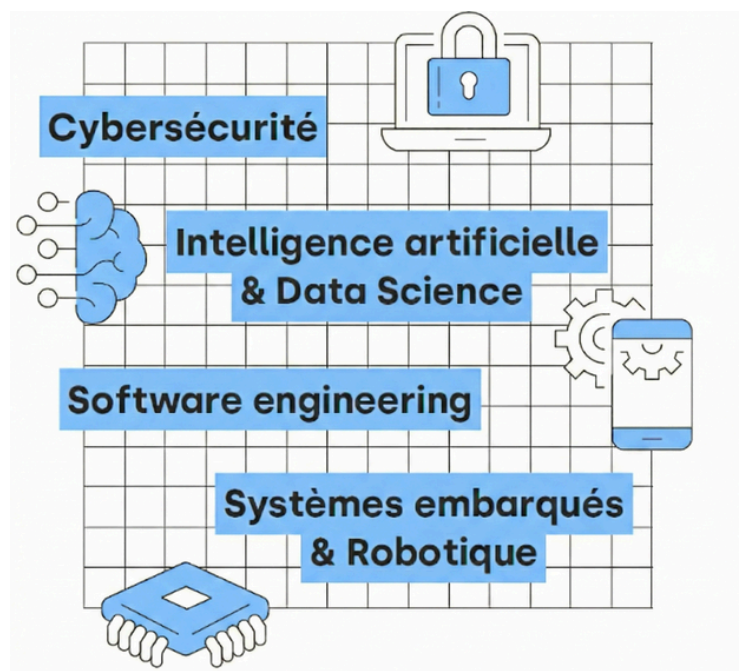 Cybersécurité
Intelligence artificielle
& Data Science
Software engineering
Systèmes embarqués
& Robotique